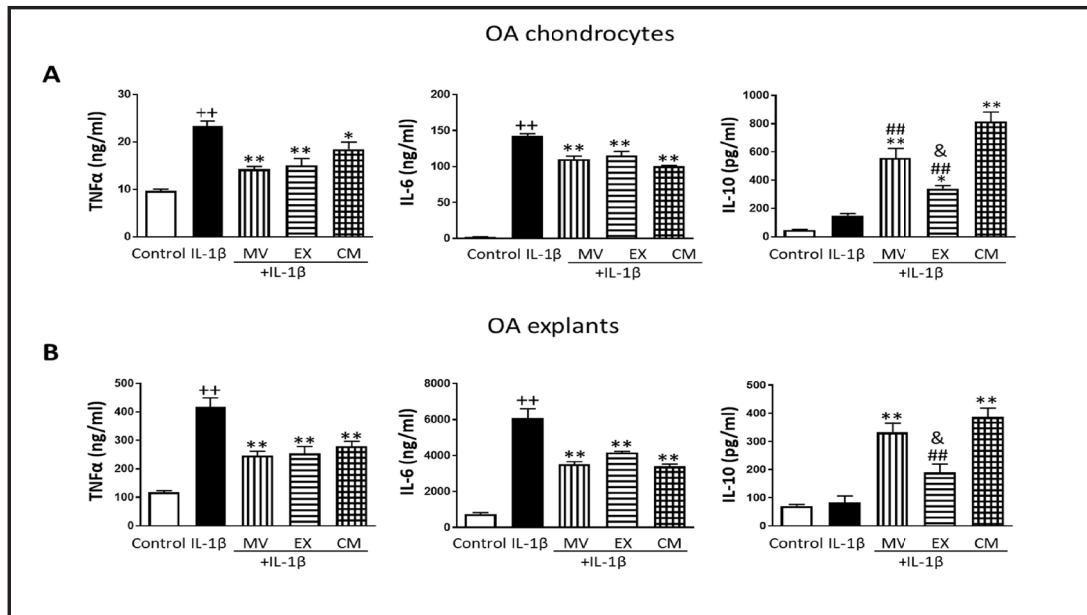 OA chondrocytes
A
TNFα (ng/ml)
30
20
10
0
++
**
**
*
Control IL-1β MV EX CM
+IL-1β
IL-6 (ng/ml)
200
150
100
50
0
++
**
**
**
Control IL-1β MV EX CM
+IL-1β
IL-10 (pg/ml)
1000
800
600
400
200
0
##
**
&
##
*
**
Control IL-1β MV EX CM
+IL-1β
OA explants
B
TNFα (ng/ml)
500
400
300
200
100
0
++
**
**
**
Control IL-1β MV EX CM
+IL-1β
IL-6 (ng/ml)
8000
6000
4000
2000
0
++
**
**
**
Control IL-1β MV EX CM
+IL-1β
IL-10 (pg/ml)
500
400
300
200
100
0
**
&
##
**
Control IL-1β MV EX CM
+IL-1β